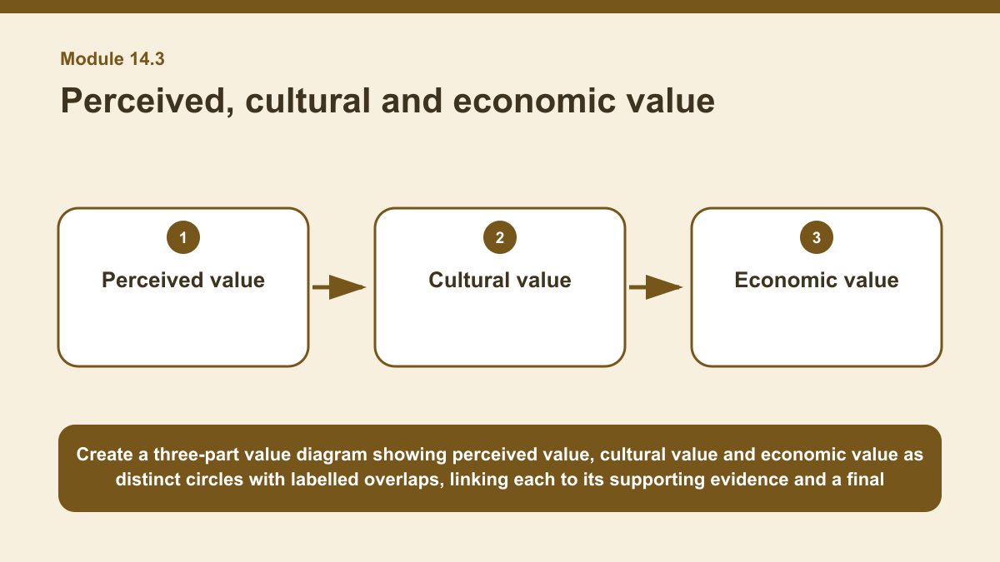 Module 14.3
Perceived, cultural and economic value
1
Perceived value
2
Cultural value
3
Economic value
Create a three-part value diagram showing perceived value, cultural value and economic value as
distinct circles with labelled overlaps, linking each to its supporting evidence and a final